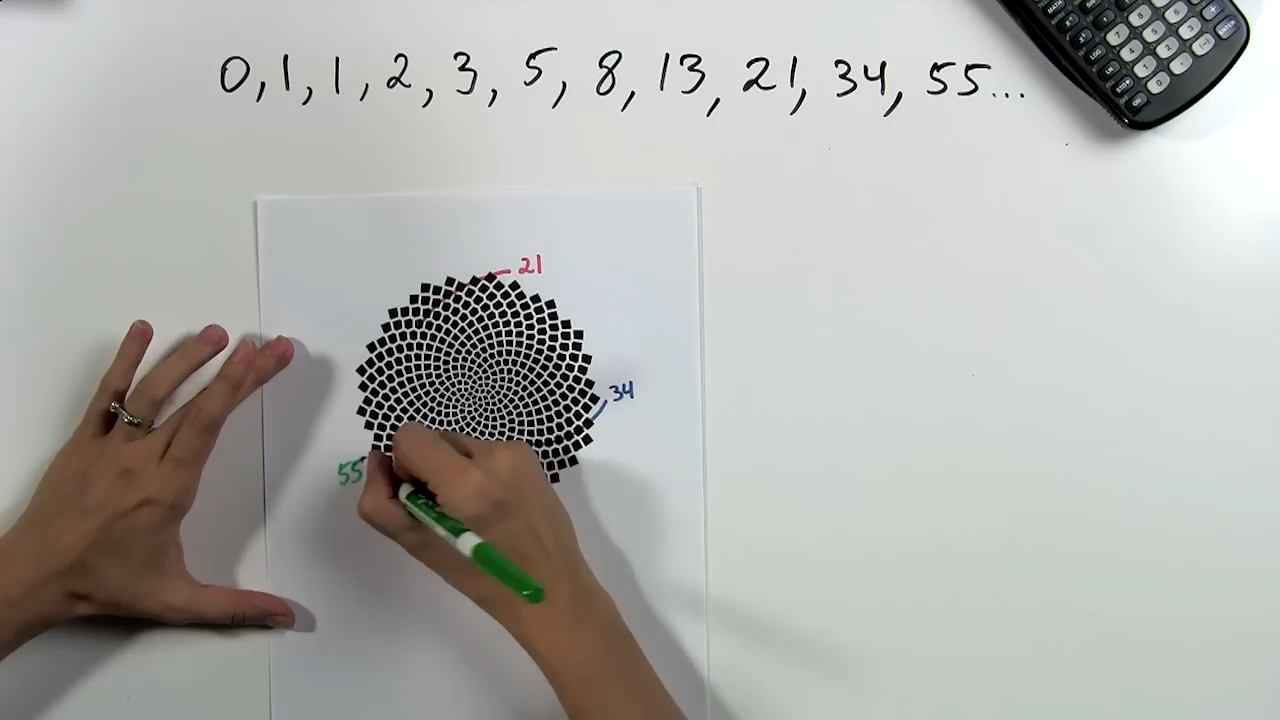 0, 1, 1, 2, 3, 5, 8, 13, 21, 34, 55...
21
34
55